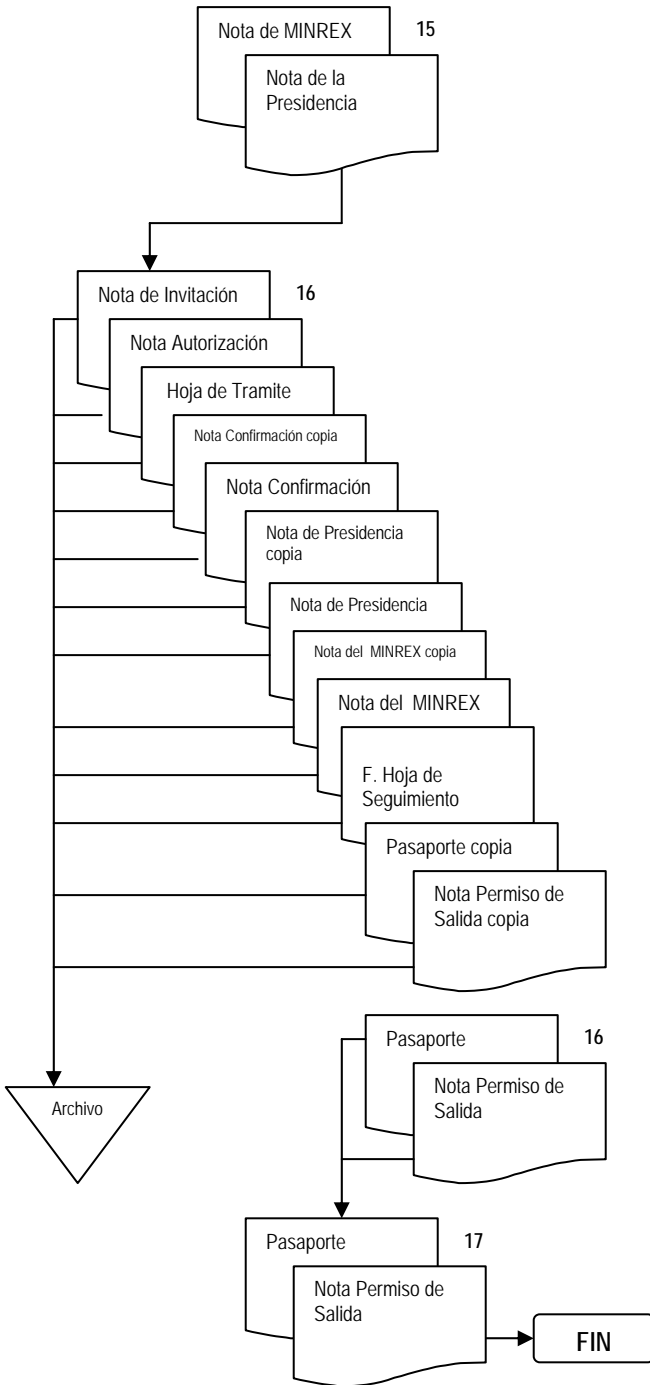 Nota de MINREX
15
Nota de la
Presidencia
Nota de Invitación
16
Nota Autorización
Hoja de Tramite
Nota Confirmación copia
Nota Confirmación
Nota de Presidencia
copia
Nota de Presidencia
Nota del MINREX copia
Nota del MINREX
F. Hoja de
Seguimiento
Pasaporte copia
Nota Permiso de
Salida copia
Pasaporte
16
Nota Permiso de
Salida
Archivo
Pasaporte
17
Nota Permiso de
Salida
FIN